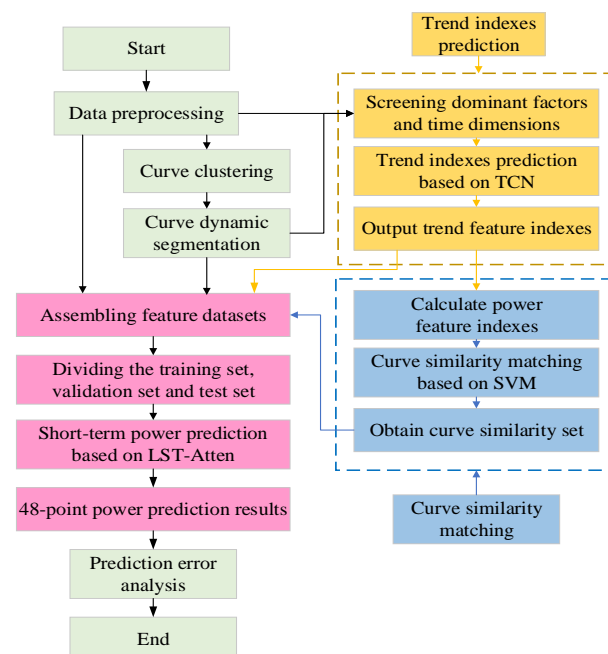 Start
Data preprocessing
Curve clustering
Curve dynamic
segmentation
Trend indexes
prediction
Screening dominant factors
and time dimensions
Trend indexes prediction
based on TCN
Output trend feature indexes
Calculate power
feature indexes
Curve similarity matching
based on SVM
Obtain curve similarity set
Curve similarity
matching
Assembling feature datasets
Dividing the training set,
validation set and test set
Short-term power prediction
based on LST-Atten
48-point power prediction results
Prediction error
analysis
End